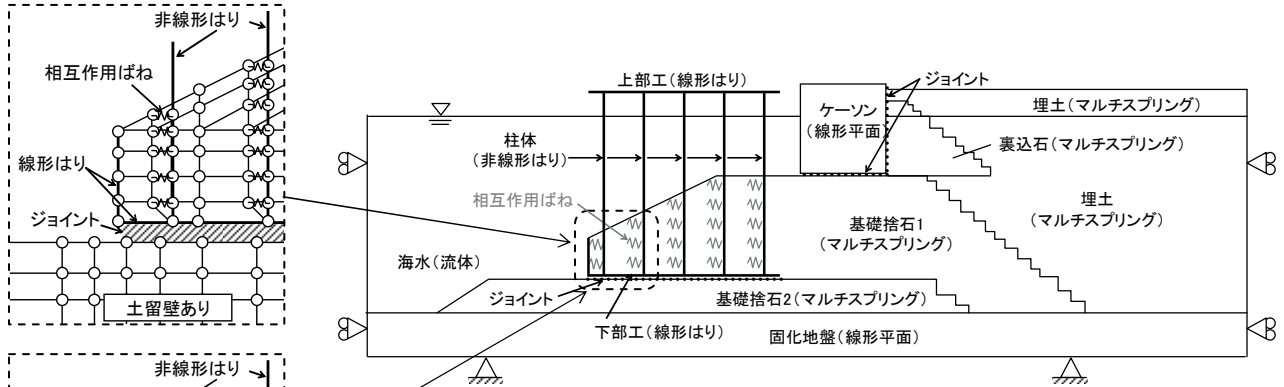 非線形はり
相互作用ばね
線形はり
ジョイント
土留壁あり
非線形はり
上部工(線形はり)
柱体
(非線形はり)
相互作用ばね
海水(流体)
ジョイント
下部工(線形はり)
ケーソン
(線形平面)
ジョイント
埋土(マルチスプリング)
裏込石(マルチスプリング)
埋土
(マルチスプリング)
基礎捨石1
(マルチスプリング)
基礎捨石2(マルチスプリング)
固化地盤(線形平面)